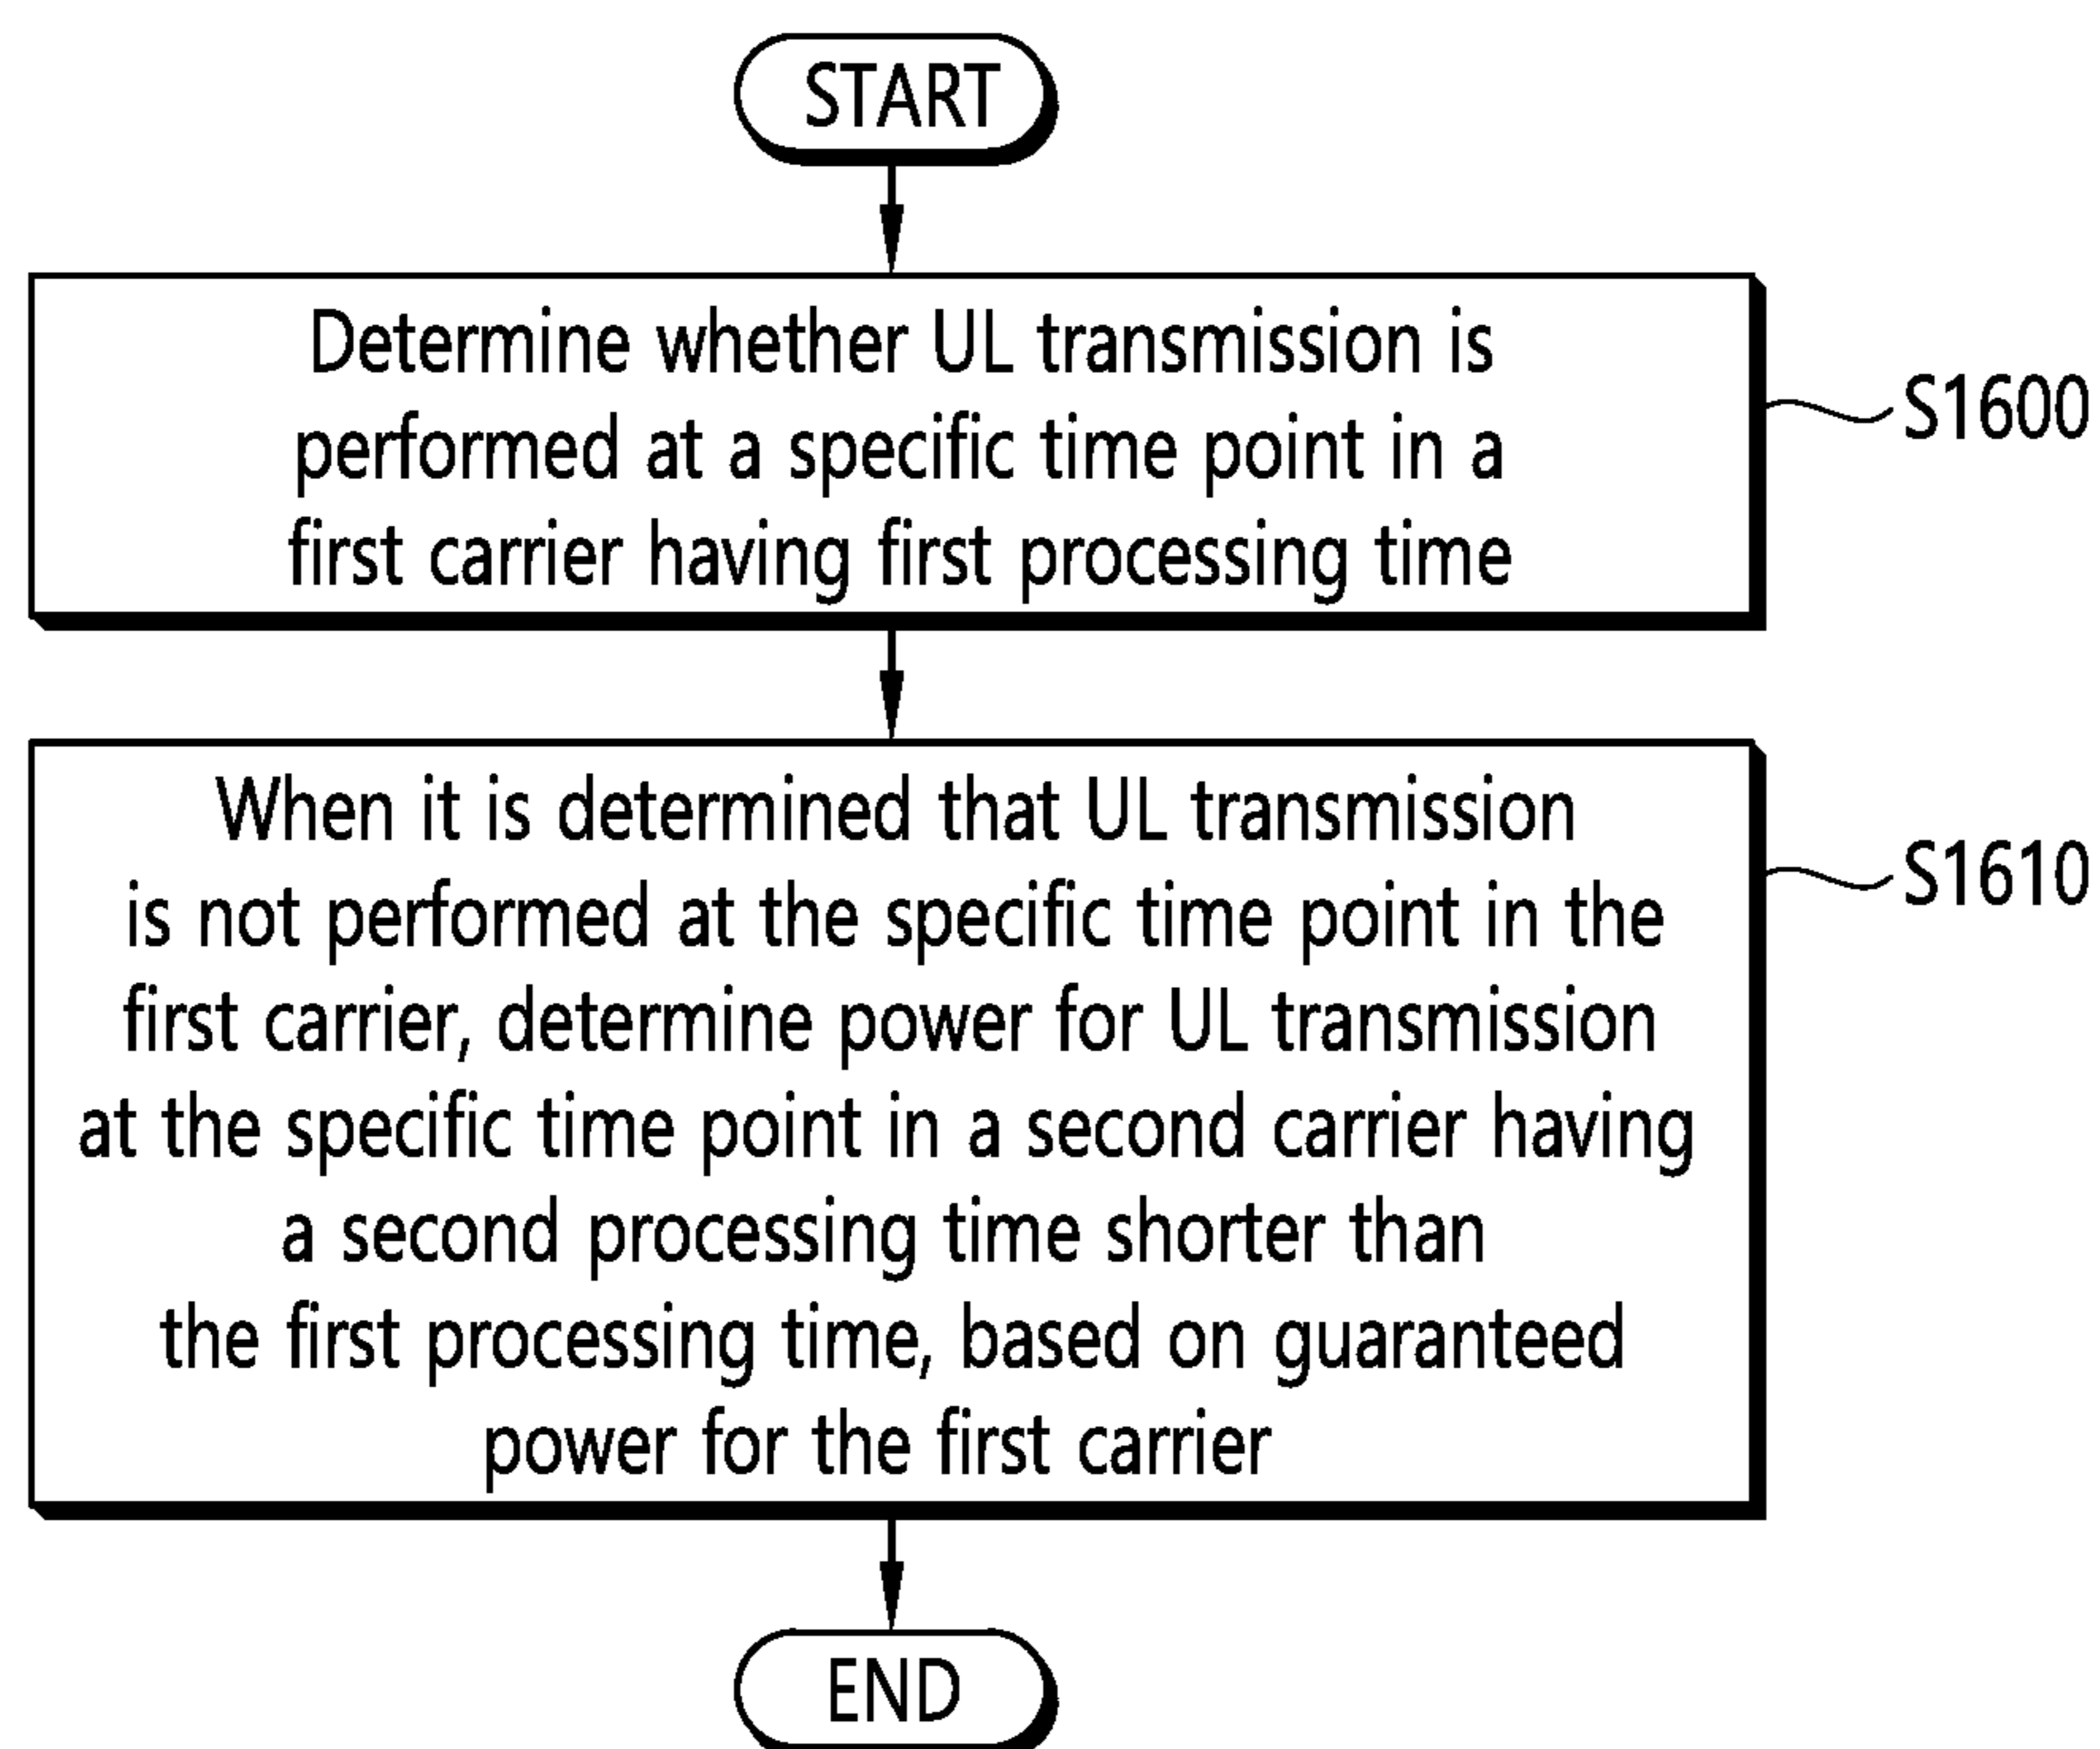 START
Determine whether UL transmission is
performed at a specific time point in a
first carrier having first processing time
S1600
When it is determined that UL transmission
is not performed at the specific time point in the
first carrier, determine power for UL transmission
at the specific time point in a second carrier having
a second processing time shorter than
the first processing time, based on guaranteed
power for the first carrier
S1610
END